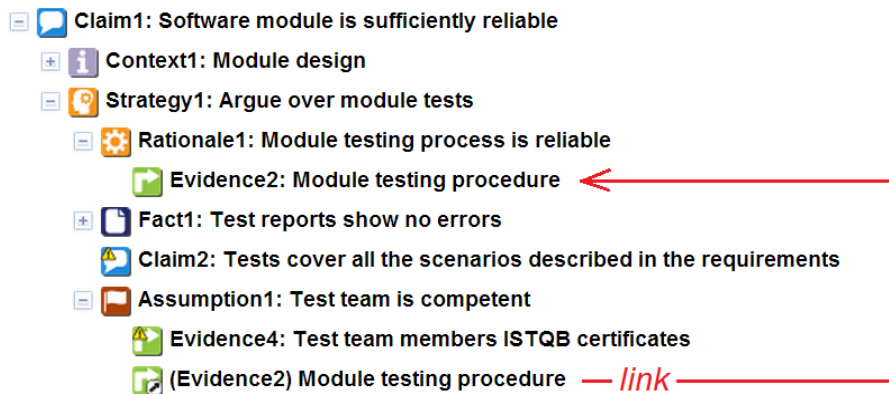 Claim1: Software module is sufficiently reliable
Context1: Module design
Strategy1: Argue over module tests
Rationale1: Module testing process is reliable
Evidence2: Module testing procedure
Fact1: Test reports show no errors
Claim2: Tests cover all the scenarios described in the requirements
Assumption1: Test team is competent
Evidence4: Test team members ISTQB certificates
(Evidence2) Module testing procedure link